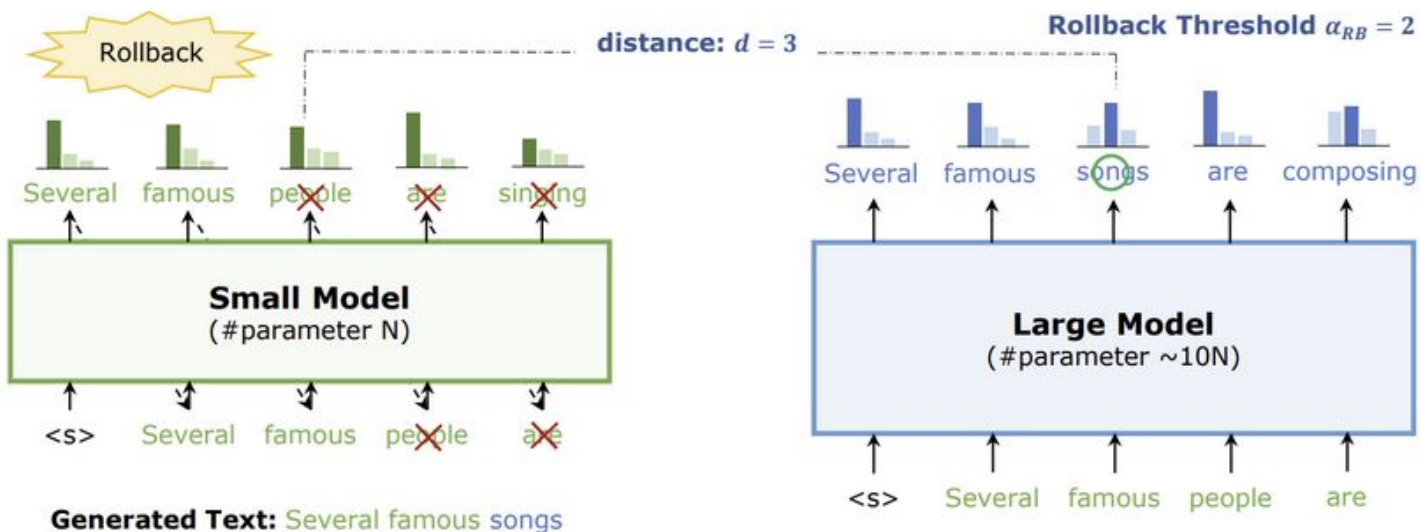 Rollback
distance: d = 3
Rollback Threshold α_RB = 2
Several famous people are singing
Several famous songs are composing
Small Model
(#parameter N)
Large Model
(#parameter ~10N)
<s> Several famous people are
<s> Several famous people are
Generated Text: Several famous songs